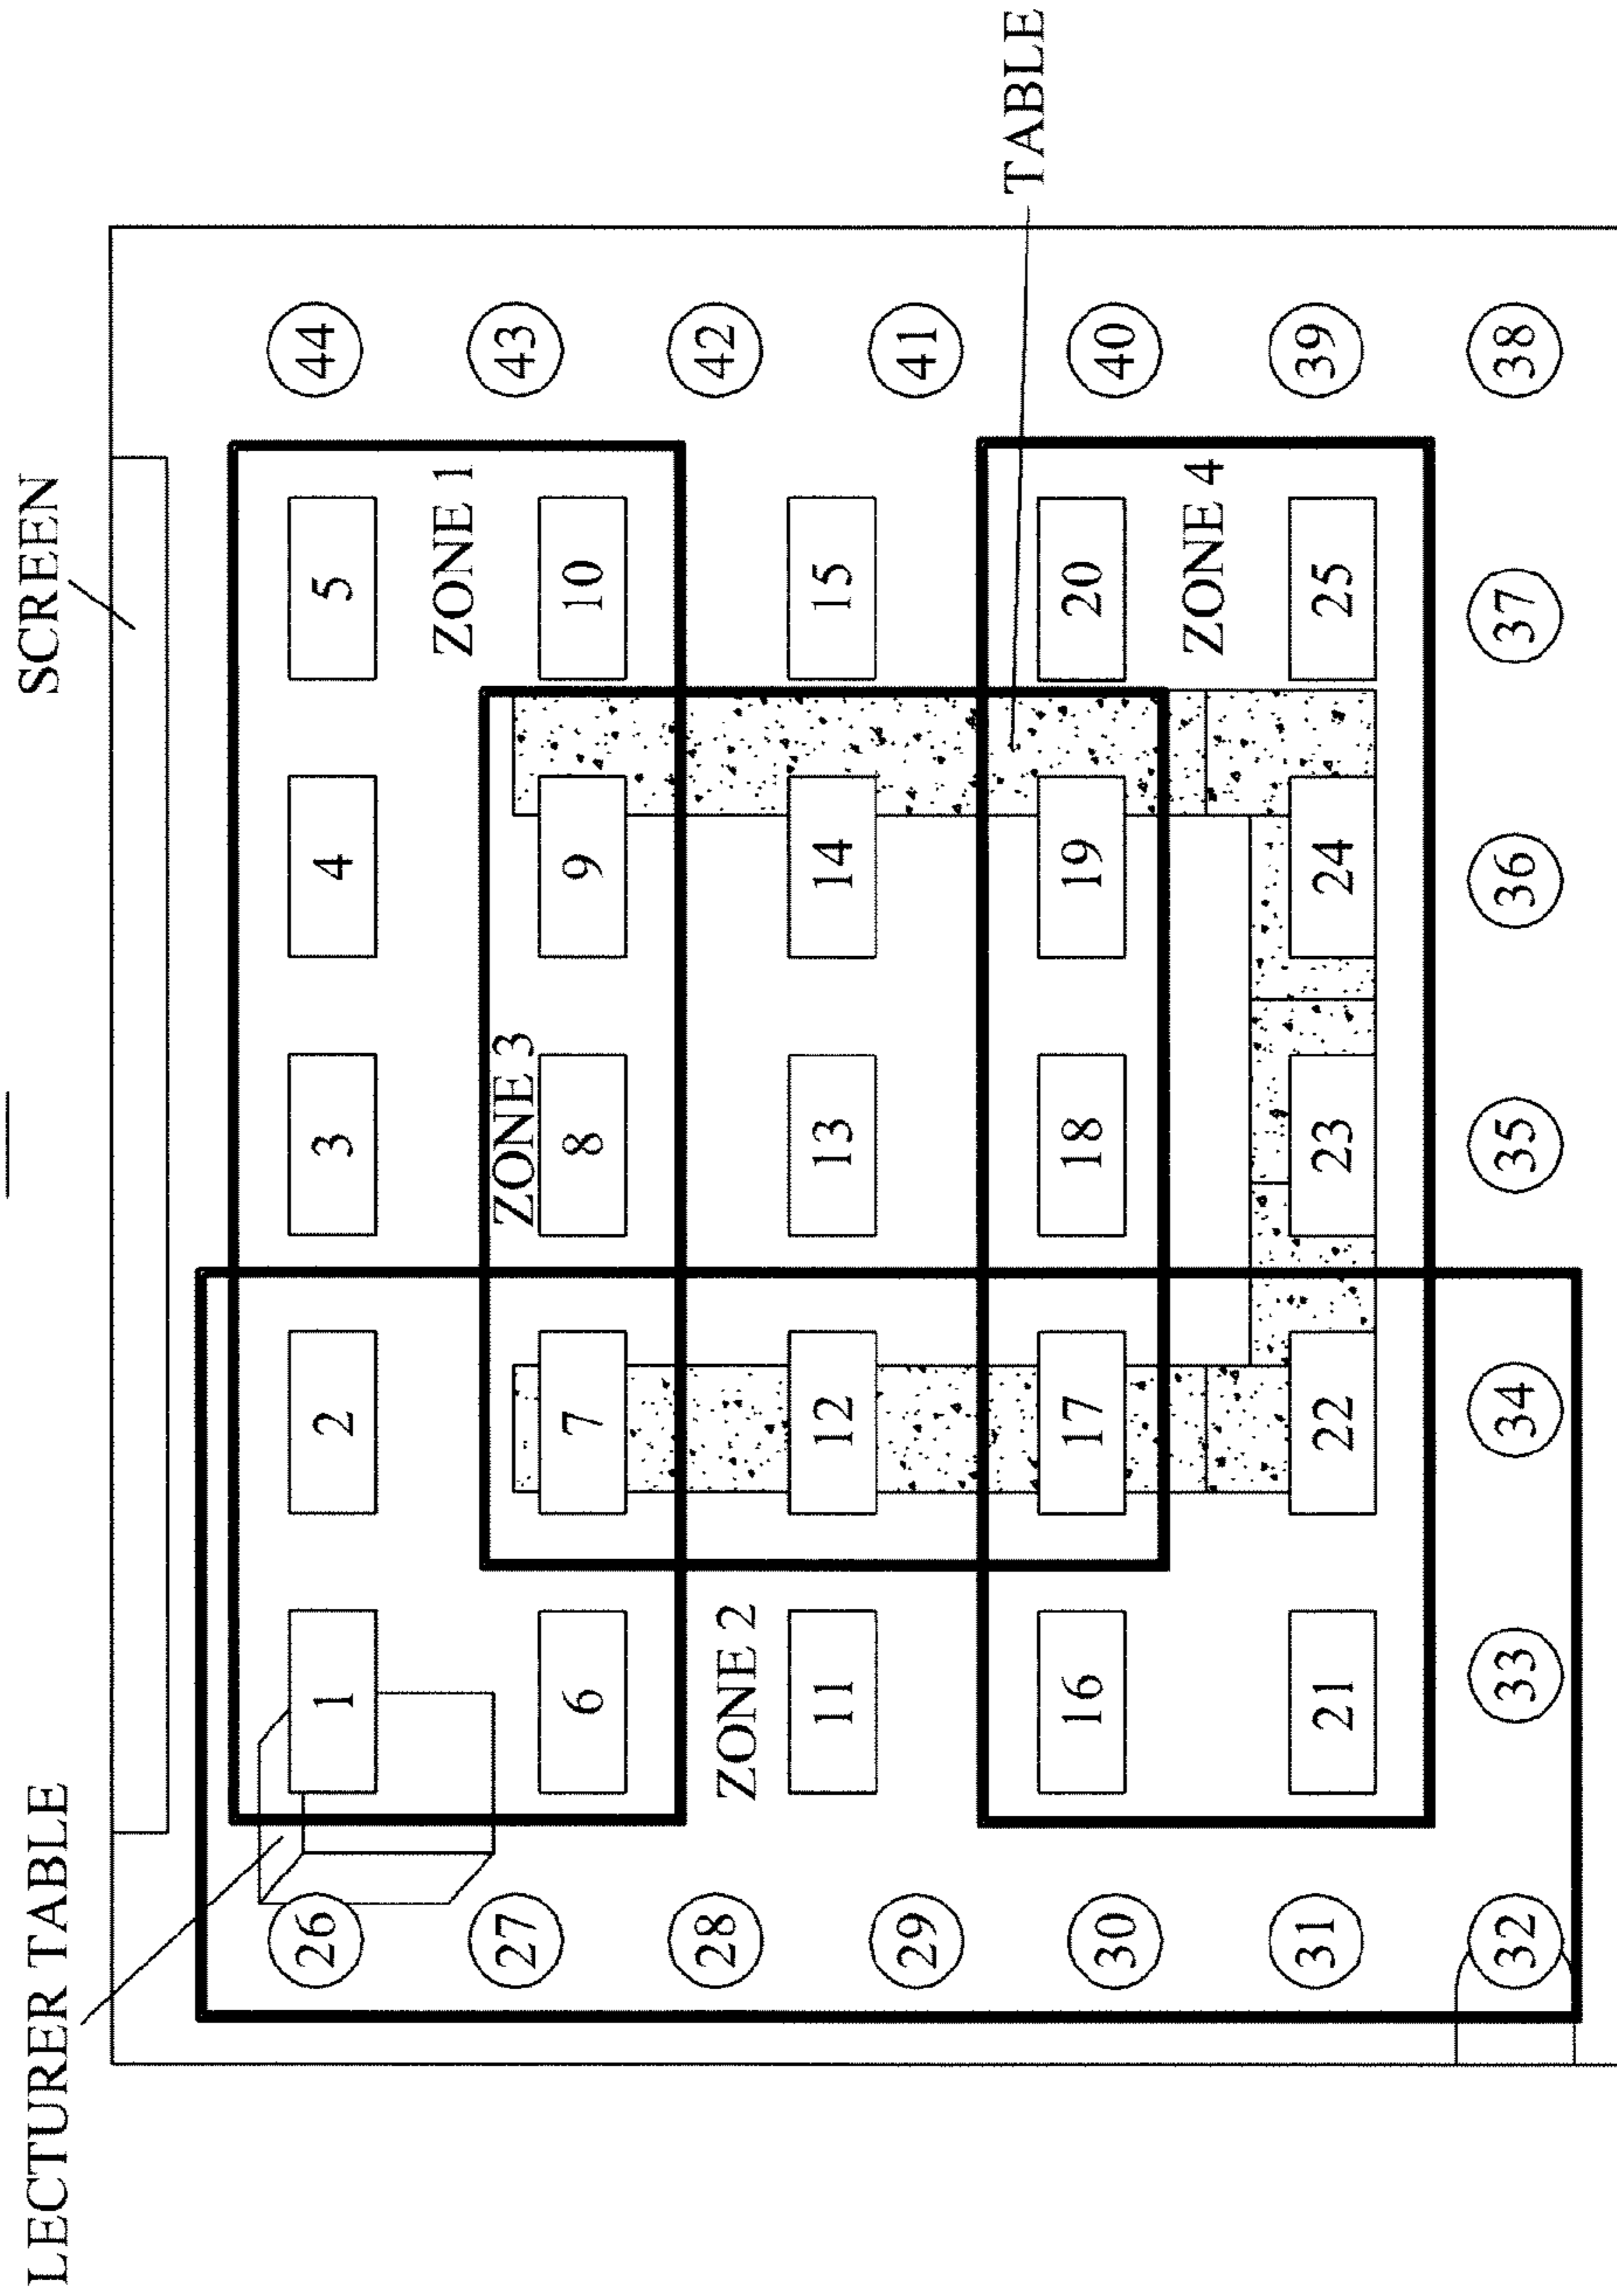 LECTURER TABLE
SCREEN
26 1 2 3 4 5 44
ZONE 1
27 ZONE 3 43
6 7 8 9 10
28 ZONE 2 42
11 12 13 14 15
29 41
TABLE
16 17 18 19 20
30 40
ZONE 4
31 21 22 23 24 25 39
32 33 34 35 36 37 38